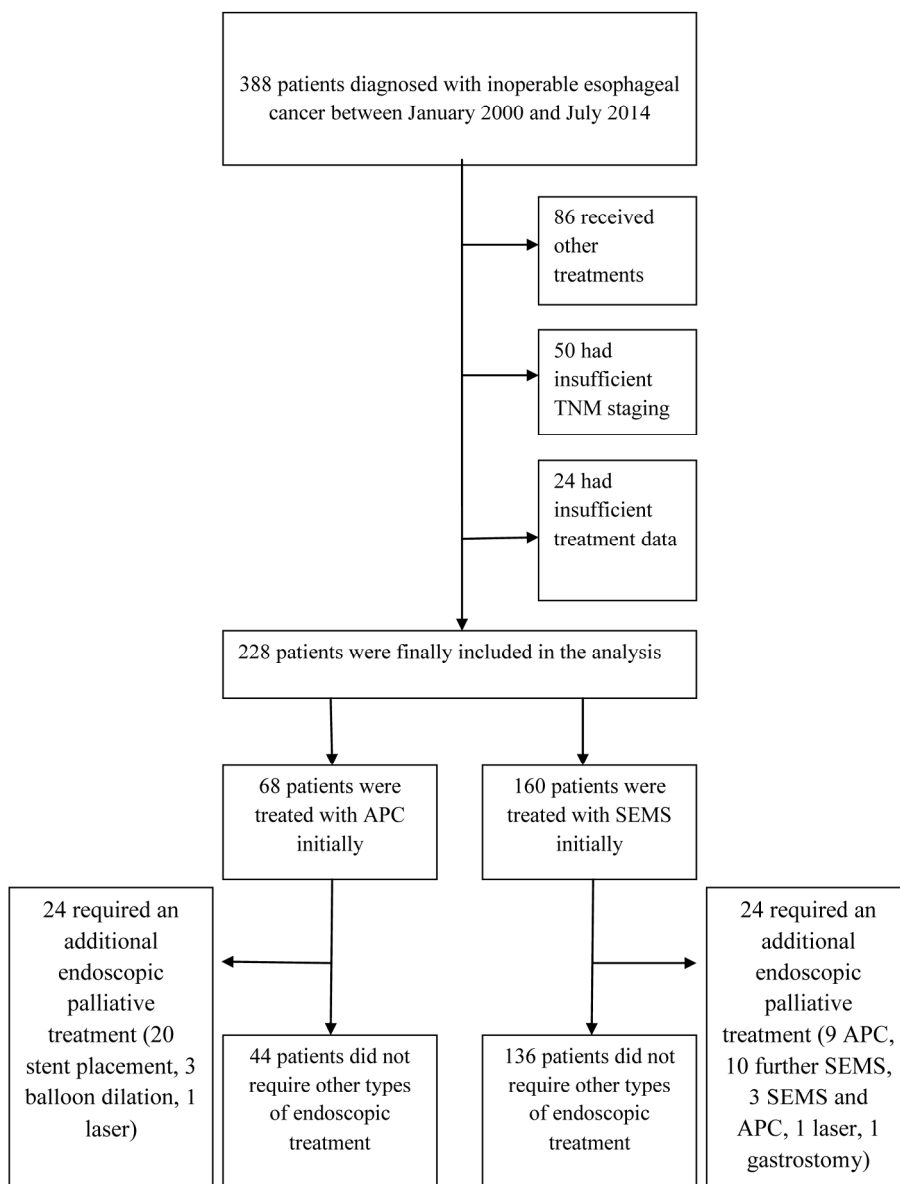 388 patients diagnosed with inoperable esophageal
cancer between January 2000 and July 2014
86 received
other
treatments
50 had
insufficient
TNM staging
24 had
insufficient
treatment data
228 patients were finally included in the analysis
68 patients were
treated with APC
initially
160 patients were
treated with SEMS
initially
24 required an
additional
endoscopic
palliative
treatment (20
stent placement, 3
balloon dilation, 1
laser)
44 patients did not
require other types
of endoscopic
treatment
136 patients did not
require other types of
endoscopic
treatment
24 required an
additional
endoscopic
palliative
treatment (9 APC,
10 further SEMS,
3 SEMS and
APC, 1 laser, 1
gastrostomy)